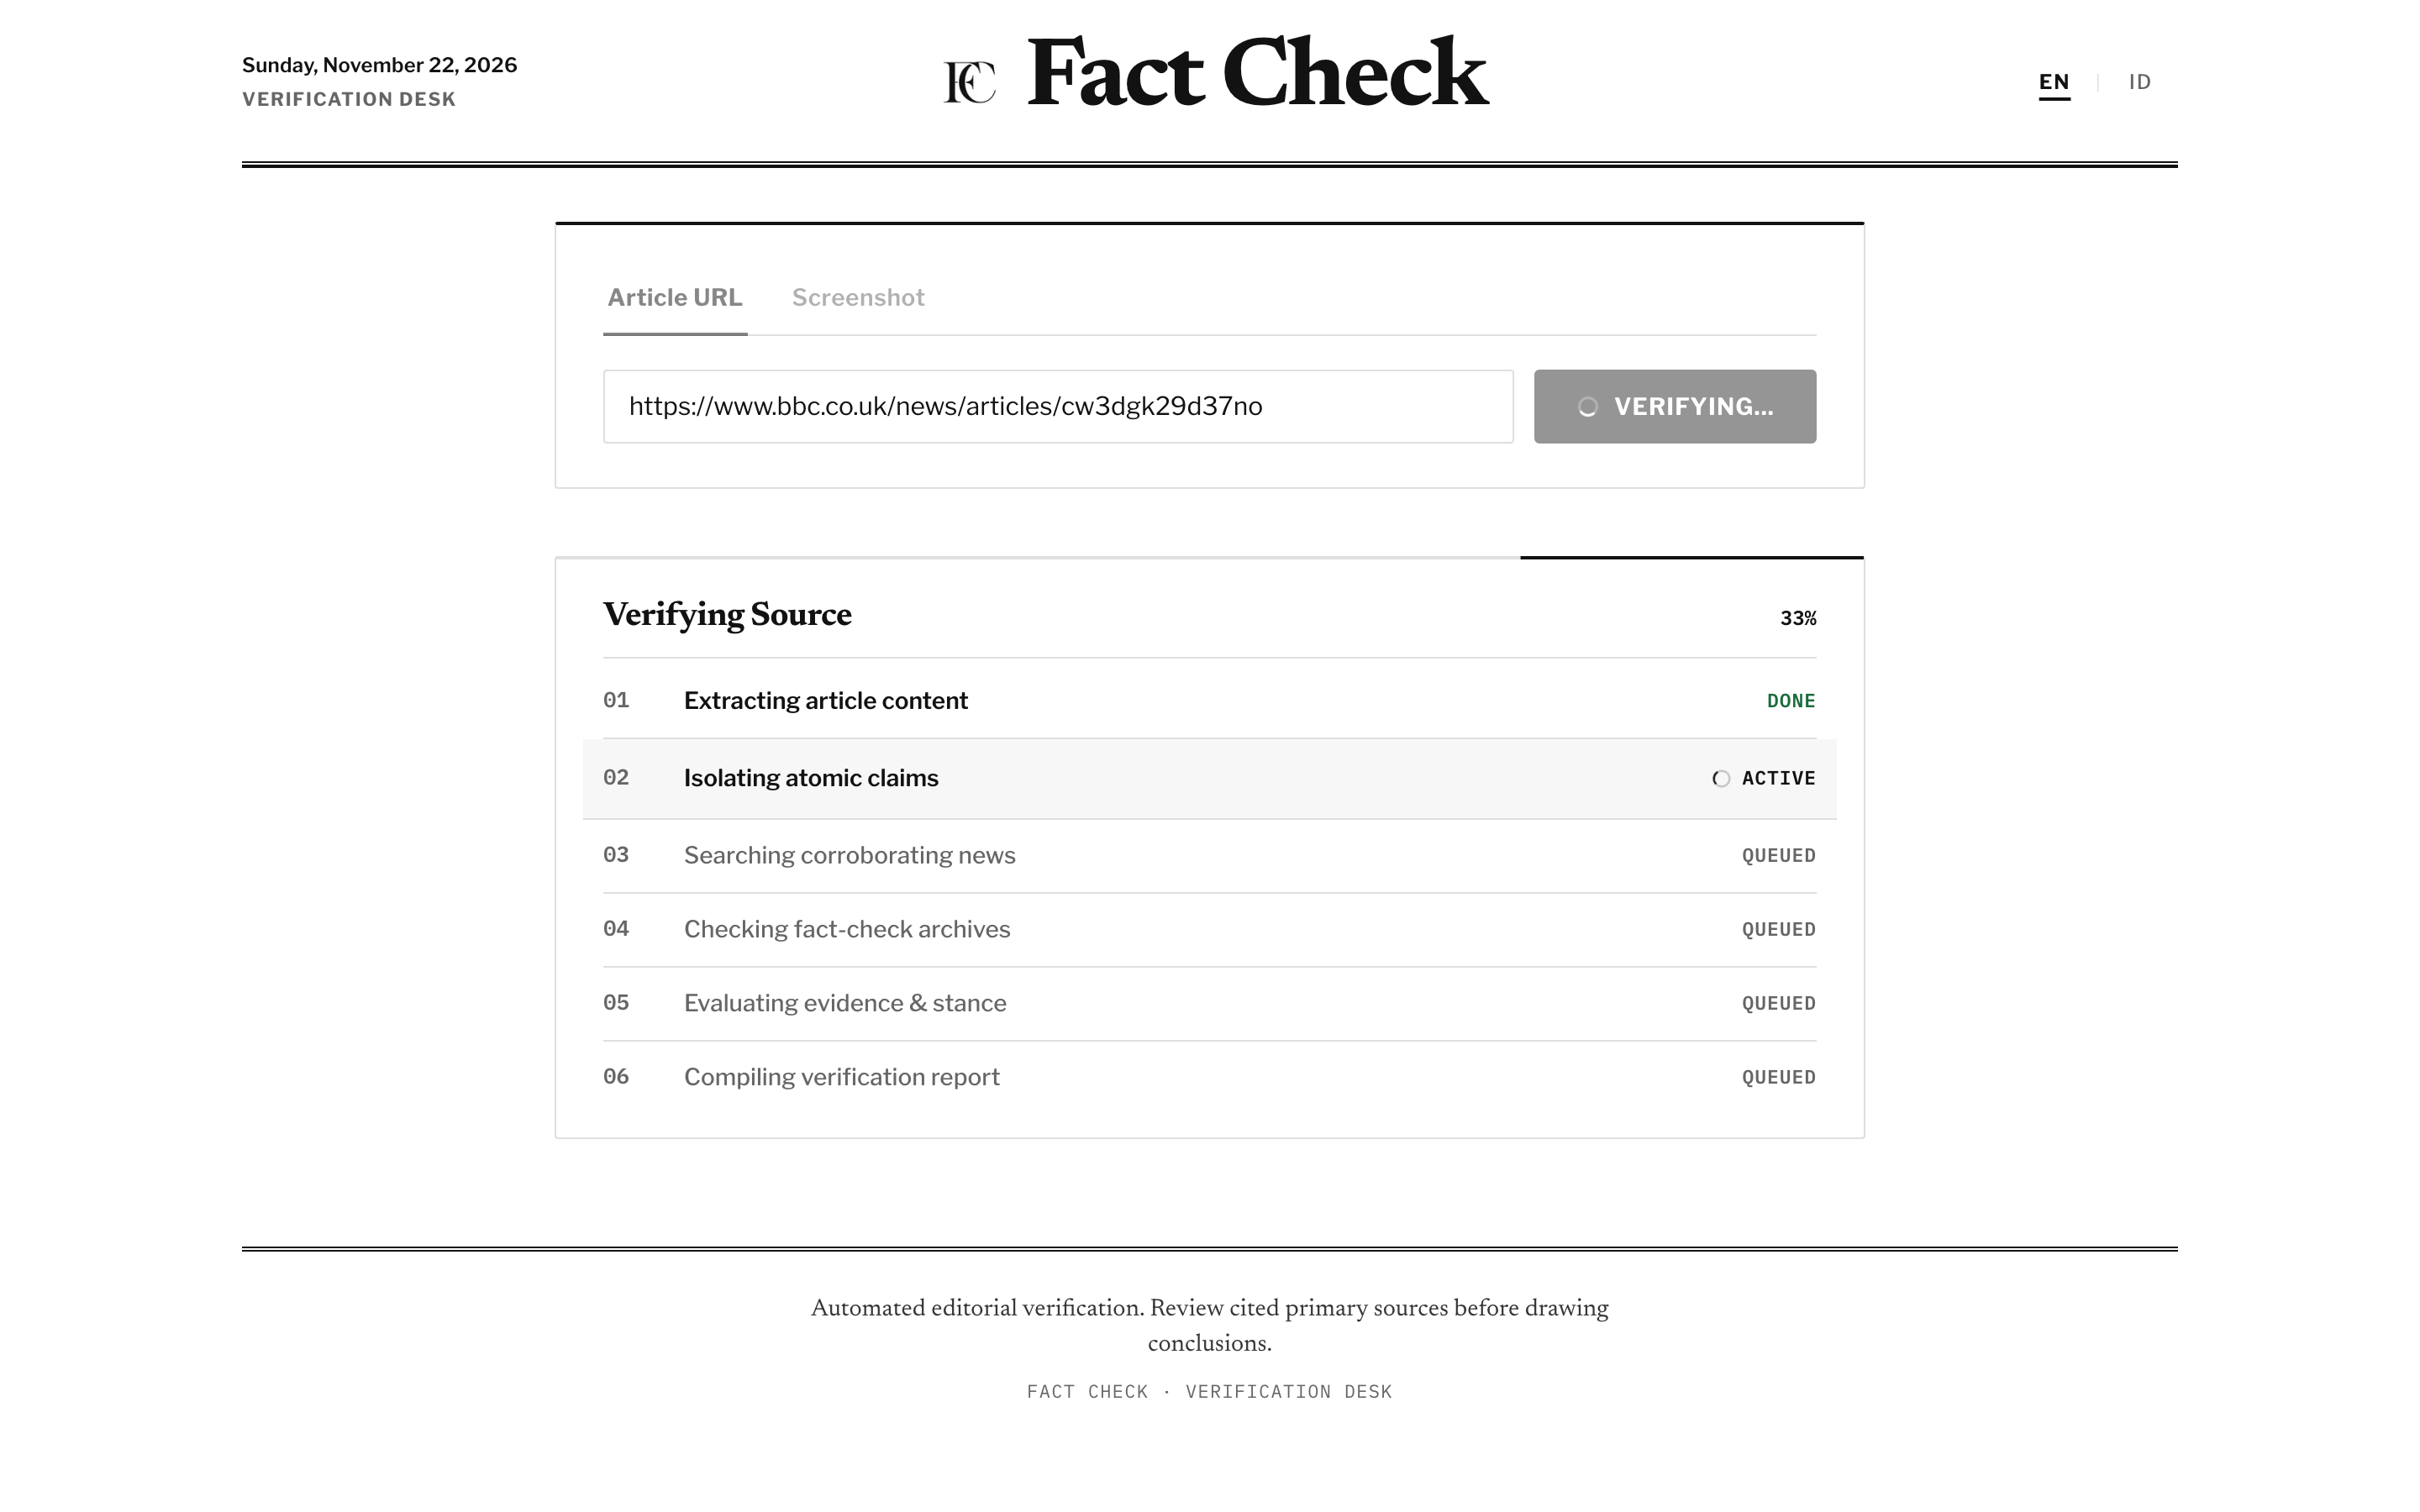 Sunday, November 22, 2026
VERIFICATION DESK
FC Fact Check
EN | ID
Article URL Screenshot
https://www.bbc.co.uk/news/articles/cw3dgk29d37no
VERIFYING...
Verifying Source 33%
01 Extracting article content DONE
02 Isolating atomic claims ACTIVE
03 Searching corroborating news QUEUED
04 Checking fact-check archives QUEUED
05 Evaluating evidence & stance QUEUED
06 Compiling verification report QUEUED
Automated editorial verification. Review cited primary sources before drawing
conclusions.
FACT CHECK · VERIFICATION DESK